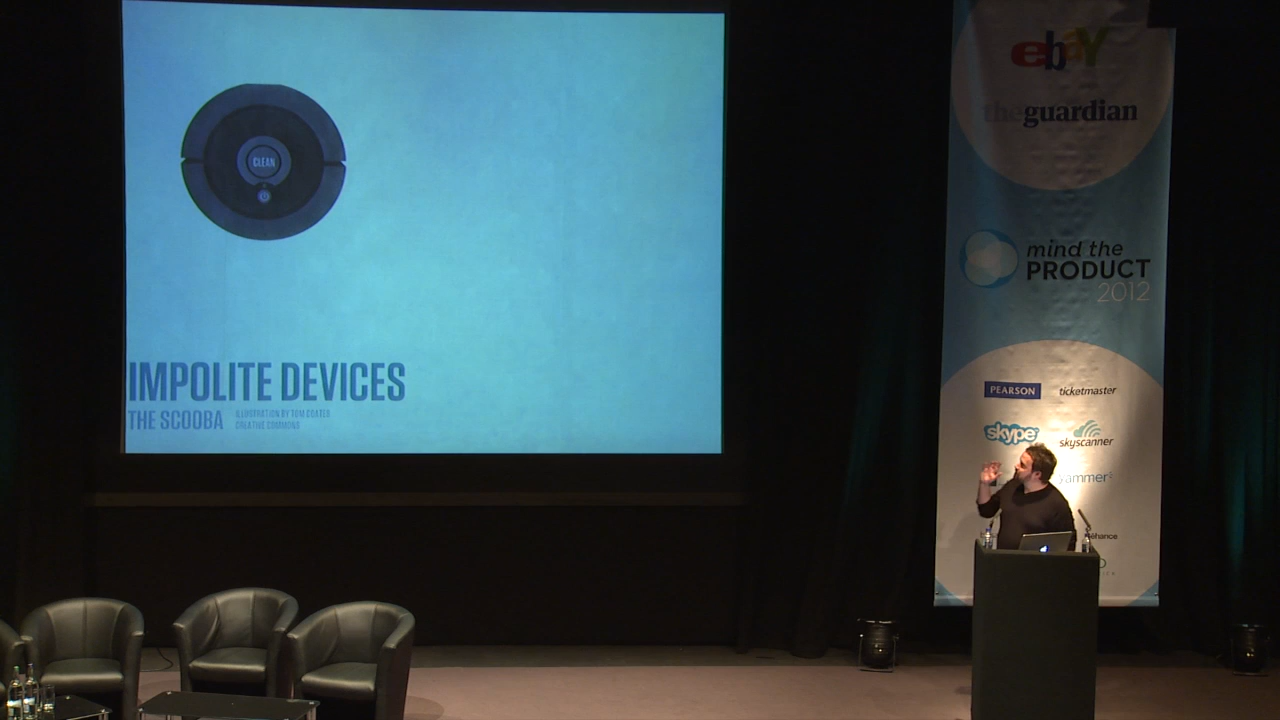 CLEAN
IMPOLITE DEVICES
THE SCOOBA
ILLUSTRATION BY TOM COATES
CREATIVE COMMONS
ebaY
theguardian
mind the
PRODUCT
2012
PEARSON
ticketmaster
skype
skyscanner